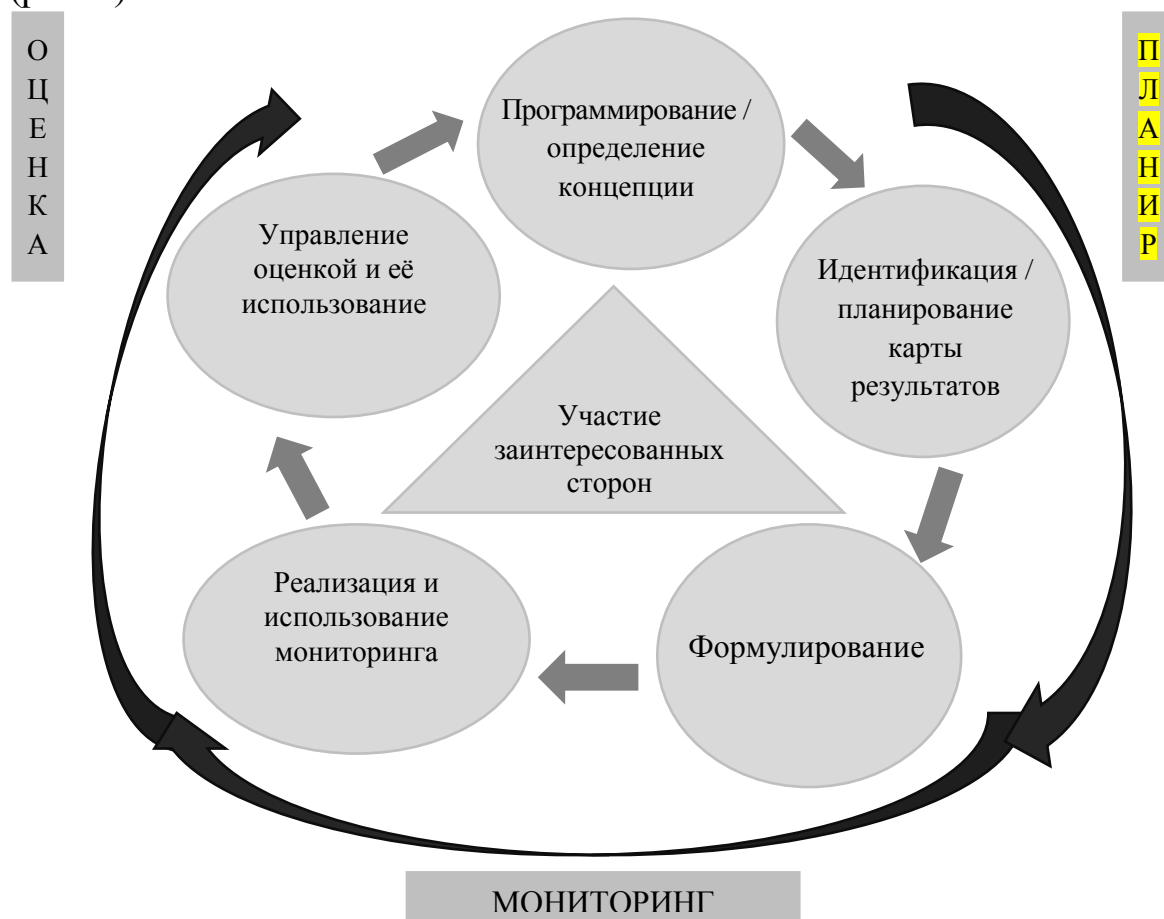 О
Ц
Е
Н
К
А
П
Л
А
Н
И
Р
Программирование /
определение
концепции
Управление
оценкой и её
использование
Идентификация /
планирование
карты
результатов
Участие
заинтересованных
сторон
Реализация и
использование
мониторинга
Формулирование
МОНИТОРИНГ